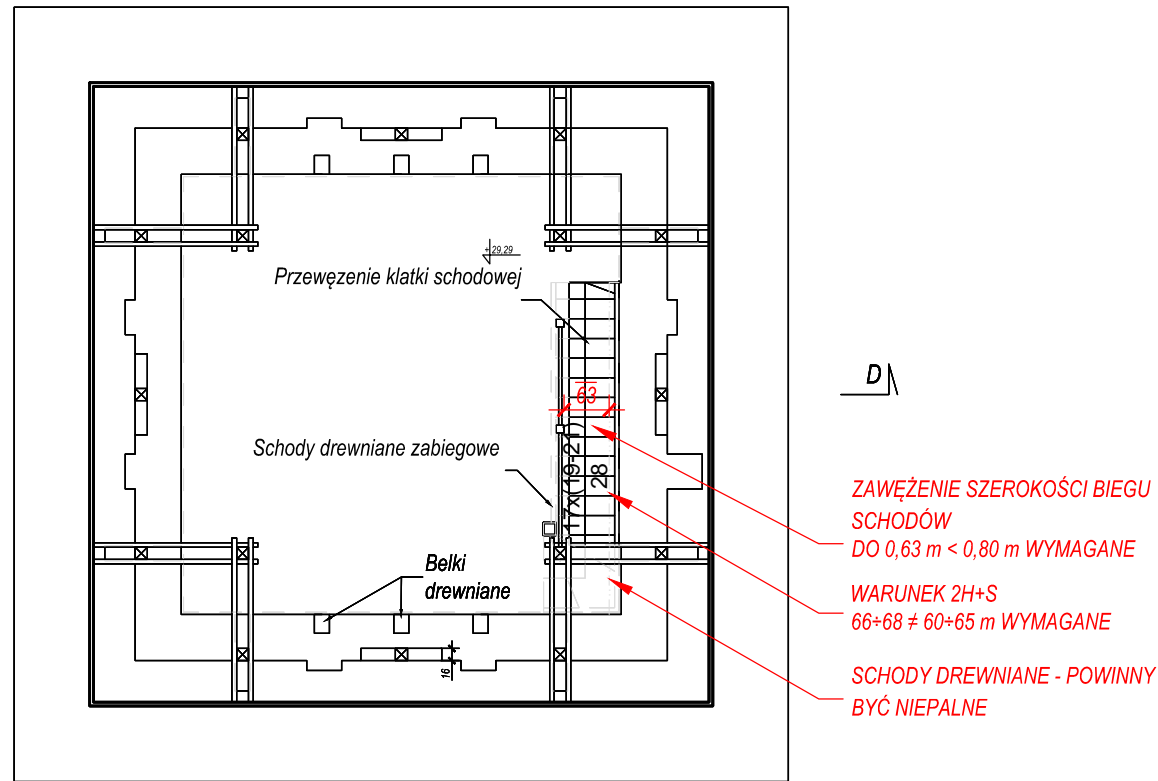 + 29,29
Przewęzenie klatki schodowej
63
D
Schody drewniane zabiegowe
17x(19-21)
28
ZAWĘŻENIE SZEROKOŚCI BIEGU
SCHODÓW
DO 0,63 m < 0,80 m WYMAGANE
Belki
drewniane
WARUNEK 2H+S
66÷68 ≠ 60÷65 m WYMAGANE
16
SCHODY DREWNIANE - POWINNY
BYĆ NIEPALNE